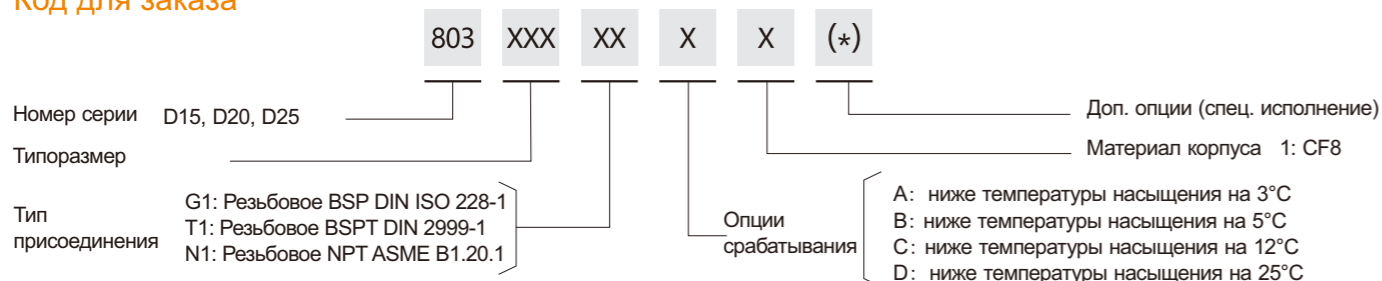 Код для заказа
803 XXX XX X X (*)
Номер серии D15, D20, D25
Доп. опции (спец. исполнение)
Типоразмер
Материал корпуса 1: CF8
Тип
присоединения
G1: Резьбовое BSP DIN ISO 228-1
T1: Резьбовое BSPT DIN 2999-1
N1: Резьбовое NPT ASME B1.20.1
Опции
срабатывания
A: ниже температуры насыщения на 3°C
B: ниже температуры насыщения на 5°C
C: ниже температуры насыщения на 12°C
D: ниже температуры насыщения на 25°C